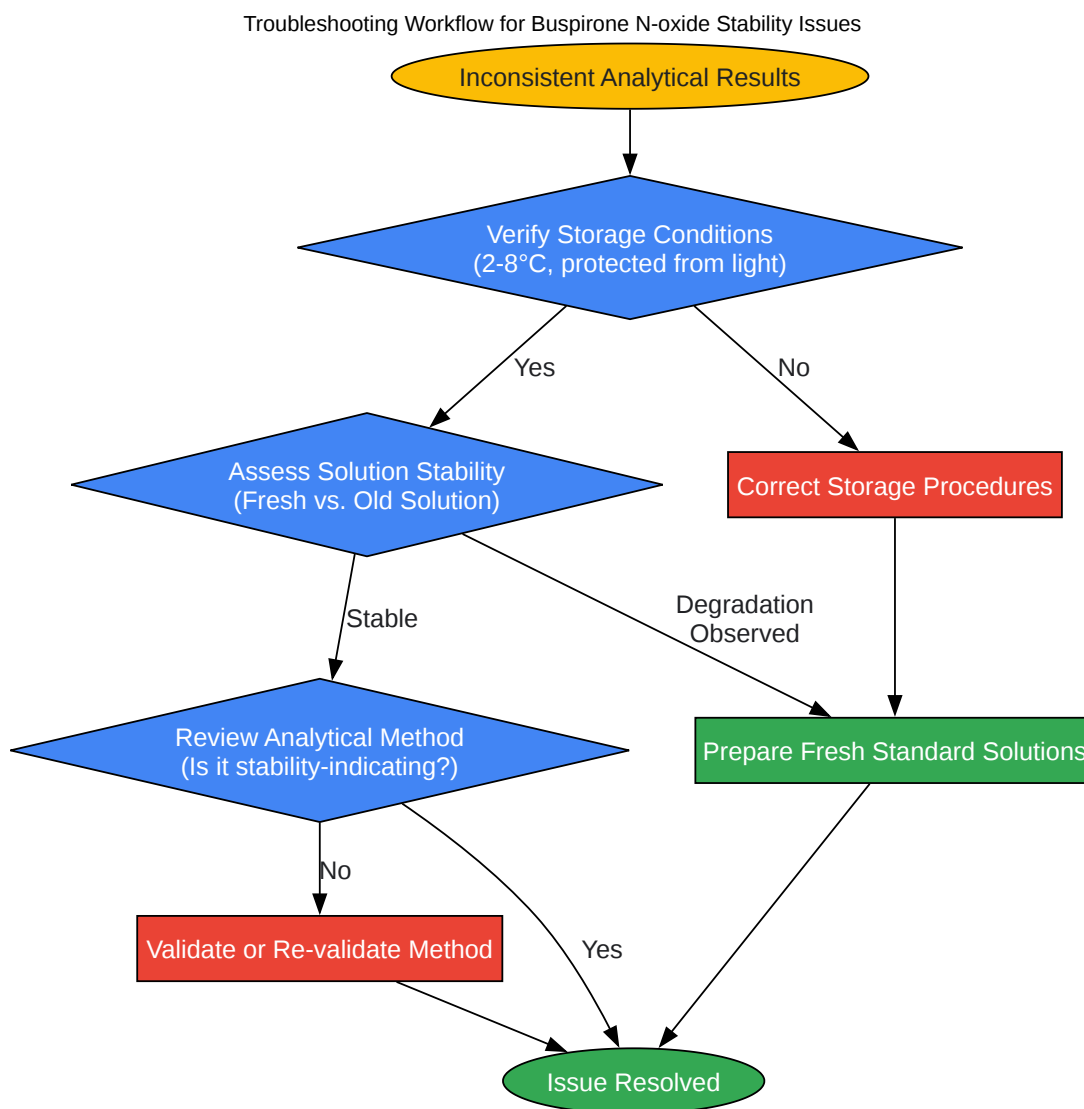 Troubleshooting Workflow for Buspirone N-oxide Stability Issues
Inconsistent Analytical Results
Verify Storage Conditions
(2-8°C, protected from light)
Yes
No
Assess Solution Stability
(Fresh vs. Old Solution)
Correct Storage Procedures
Stable
Degradation
Observed
Review Analytical Method
(Is it stability-indicating?)
Prepare Fresh Standard Solutions
No
Validate or Re-validate Method
Yes
Issue Resolved